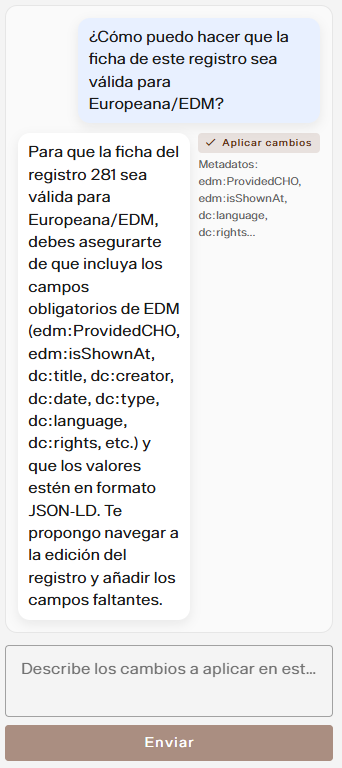 ¿Cómo puedo hacer que la
ficha de este registro sea
válida para
Europeana/EDM?
Para que la ficha del
registro 281 sea
válida para
Europeana/EDM,
debes asegurarte
de que incluya los
campos
obligatorios de EDM
(edm:ProvidedCHO,
edm:isShownAt,
dc:title, dc:creator,
dc:date, dc:type,
dc:language,
dc:rights, etc.) y
que los valores
estén en formato
JSON-LD. Te
propongo navegar a
la edición del
registro y añadir los
campos faltantes.
Aplicar cambios
Metadatos:
edm:ProvidedCHO,
edm:isShownAt,
dc:language,
dc:rights...
Describe los cambios a aplicar en est...
Enviar